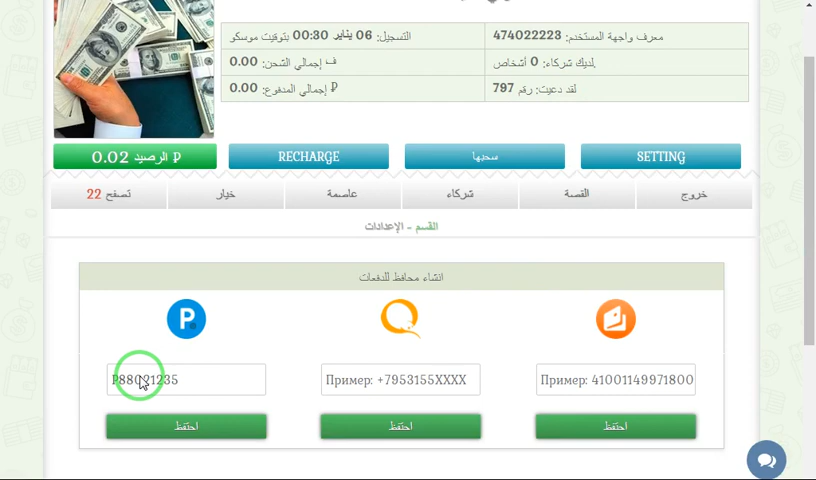 معرف واجهة المستخدم: 474022223
التسجيل: 06 يناير 00:30 بتوقيت موسكو
لديك شركاء: 0 أشخاص.
إجمالي الشحن: 0.00
لقد دعيت: رقم 797
إجمالي المدفوع: 0.00 ₽
SETTING
سحبها
RECHARGE
الرصيد 0.02 ₽
خروج
القسة
شركاء
عاسمة
خيار
تصفح 22
القسم - الإعدادات
انشاء محافظ للدفعات
P88021235
Пример: +7953155XXXX
Пример: 41001149971800
احتفظ
احتفظ
احتفظ